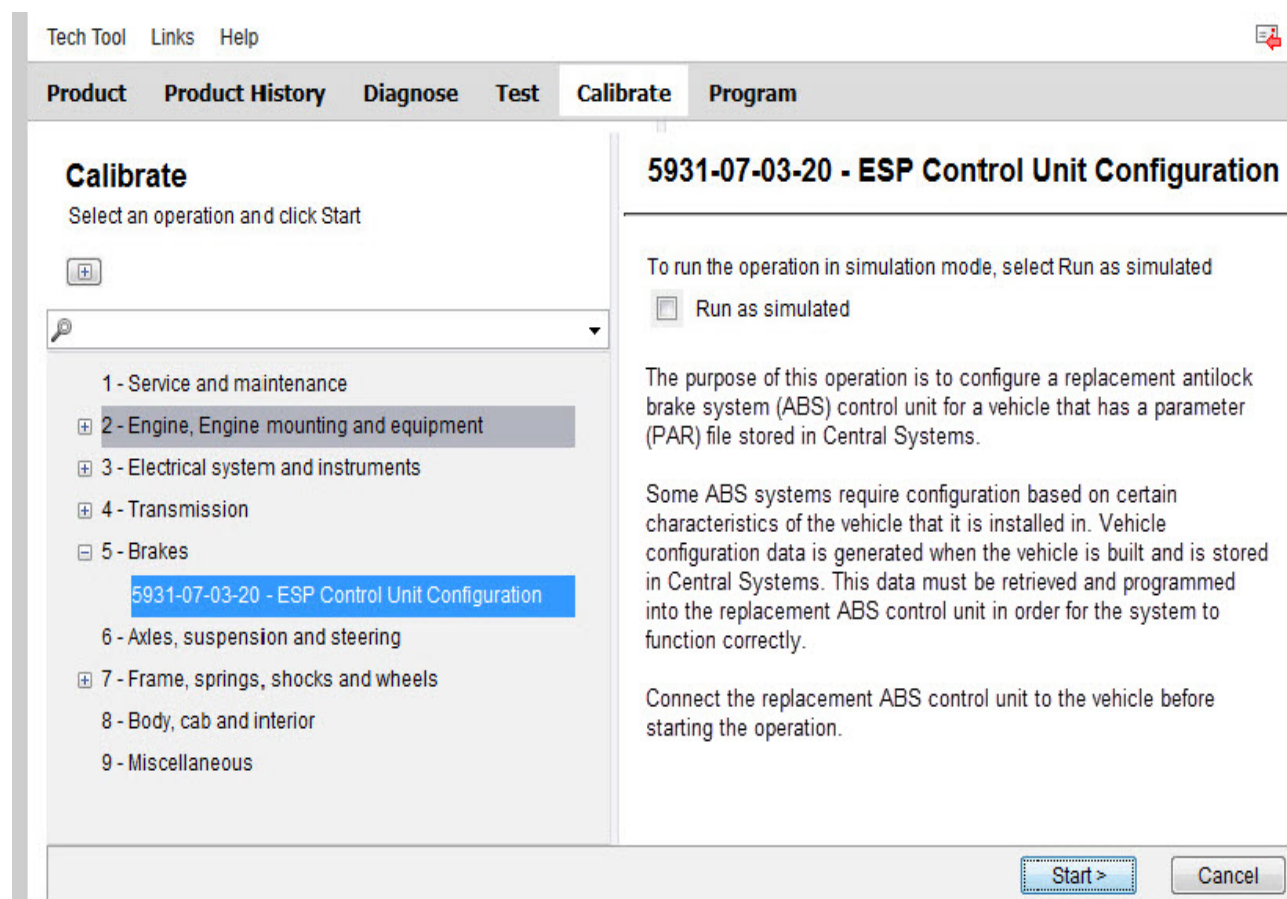 Tech Tool Links Help
Product Product History Diagnose Test Calibrate Program
Calibrate
Select an operation and click Start
1 - Service and maintenance
2 - Engine, Engine mounting and equipment
3 - Electrical system and instruments
4 - Transmission
5 - Brakes
5931-07-03-20 - ESP Control Unit Configuration
6 - Axles, suspension and steering
7 - Frame, springs, shocks and wheels
8 - Body, cab and interior
9 - Miscellaneous
5931-07-03-20 - ESP Control Unit Configuration
To run the operation in simulation mode, select Run as simulated
Run as simulated
The purpose of this operation is to configure a replacement antilock
brake system (ABS) control unit for a vehicle that has a parameter
(PAR) file stored in Central Systems.
Some ABS systems require configuration based on certain
characteristics of the vehicle that it is installed in. Vehicle
configuration data is generated when the vehicle is built and is stored
in Central Systems. This data must be retrieved and programmed
into the replacement ABS control unit in order for the system to
function correctly.
Connect the replacement ABS control unit to the vehicle before
starting the operation.
Start >
Cancel